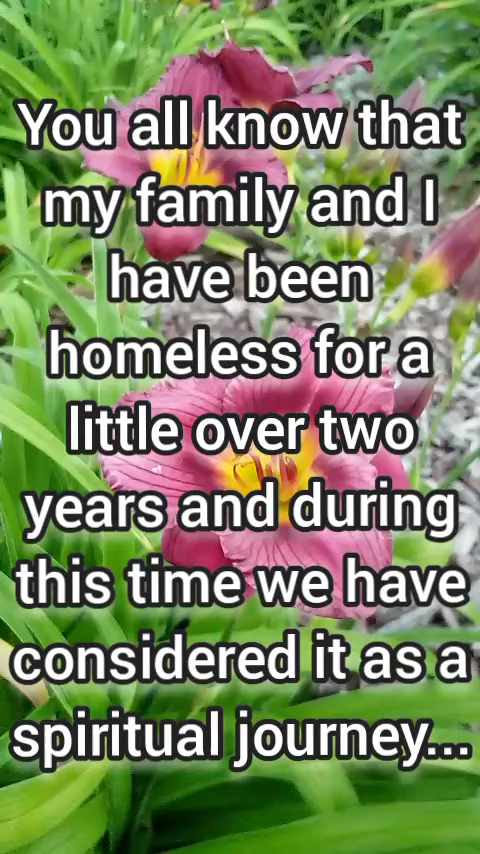 You all know that
my family and I
have been
homeless for a
little over two
years and during
this time we have
considered it as a
spiritual journey...